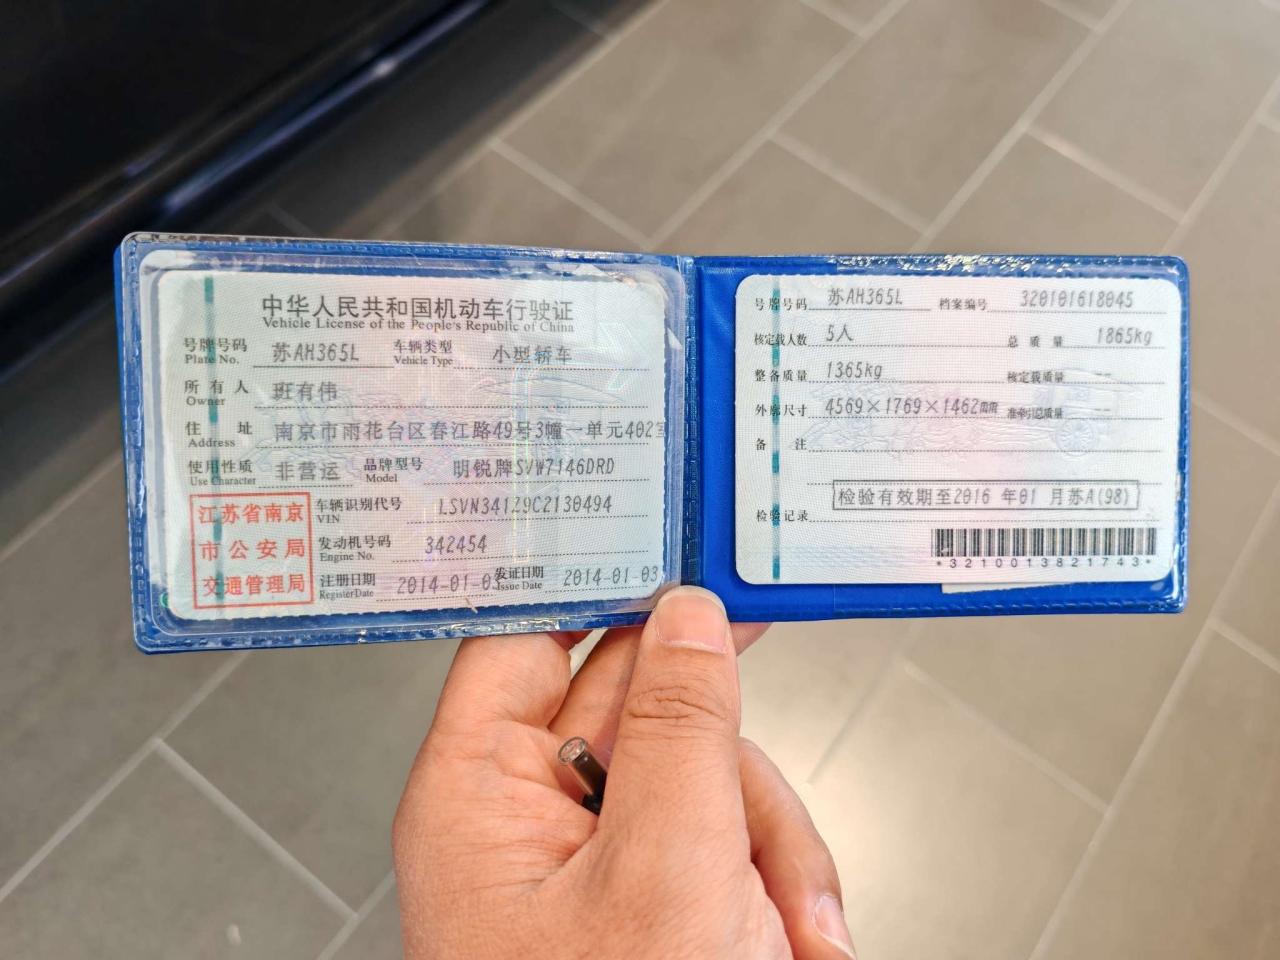 中华人民共和国机动车行驶证
Vehicle License of the People's Republic of China
号牌号码 苏AH365L 车辆类型 小型轿车
Plate No. Vehicle Type
所有人 班有伟
Owner
住址 南京市雨花台区春江路49号3幢一单元402室
Address
使用性质 非营运 品牌型号 明锐牌SVW7146DRD
Use Character Model
江苏省南京
市公安局
交通管理局
车辆识别代号 LSVN341Z9C2130494
VIN
发动机号码 342454
Engine No.
注册日期 2014-01-03 发证日期 2014-01-03
Register Date Issue Date
号牌号码 苏AH365L 档案编号 320101618045
核定载人数 5人 总质量 1865kg
整备质量 1365kg 核定载质量 --
外廓尺寸 4569×1769×1462mm 准牵引总质量 --
备注
检验有效期至2016 年01 月苏A(98)
检验记录
*3210013821743*